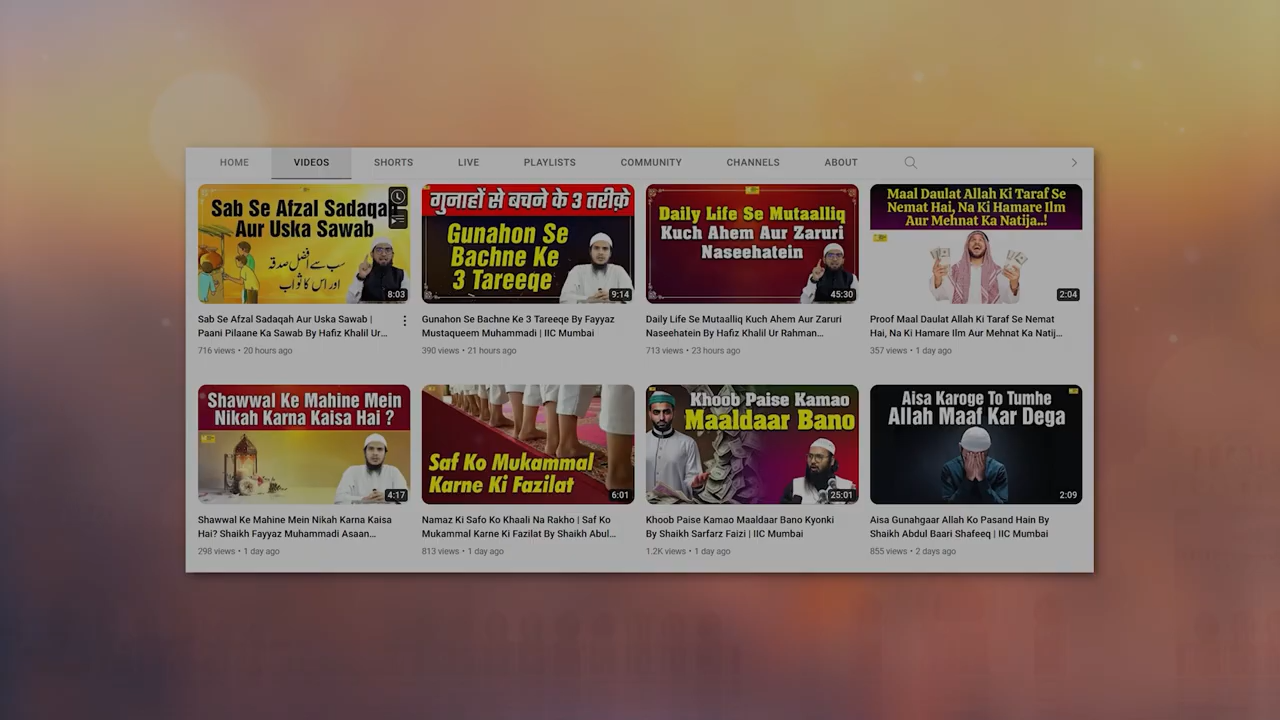 HOME VIDEOS SHORTS LIVE PLAYLISTS COMMUNITY CHANNELS ABOUT
Sab Se Afzal Sadaqah
Aur Uska Sawab
سب سے افضل صدقہ
اور اس کا ثواب
8:03
गुनाहों से बचने के 3 तरीक़े
Gunahon Se
Bachne Ke
3 Tareeqe
9:14
Daily Life Se Mutaalliq
Kuch Ahem Aur Zaruri
Naseehatein
45:30
Maal Daulat Allah Ki Taraf Se
Nemat Hai, Na Ki Hamare Ilm
Aur Mehnat Ka Natija..!
2:04
Sab Se Afzal Sadaqah Aur Uska Sawab |
Paani Pilaane Ka Sawab By Hafiz Khalil Ur...
716 views • 20 hours ago
Gunahon Se Bachne Ke 3 Tareeqe By Fayyaz
Mustaqueem Muhammadi | IIC Mumbai
390 views • 21 hours ago
Daily Life Se Mutaalliq Kuch Ahem Aur Zaruri
Naseehatein By Hafiz Khalil Ur Rahman...
713 views • 23 hours ago
Proof Maal Daulat Allah Ki Taraf Se Nemat
Hai, Na Ki Hamare Ilm Aur Mehnat Ka Natij...
357 views • 1 day ago
Shawwal Ke Mahine Mein
Nikah Karna Kaisa Hai ?
4:17
Saf Ko Mukammal
Karne Ki Fazilat
6:01
Khoob Paise Kamao
Maaldaar Bano
25:01
Aisa Karoge To Tumhe
Allah Maaf Kar Dega
2:09
Shawwal Ke Mahine Mein Nikah Karna Kaisa
Hai? Shaikh Fayyaz Muhammadi Asaan...
298 views • 1 day ago
Namaz Ki Safo Ko Khaali Na Rakho | Saf Ko
Mukammal Karne Ki Fazilat By Shaikh Abul...
813 views • 1 day ago
Khoob Paise Kamao Maaldaar Bano Kyonki
By Shaikh Sarfarz Faizi | IIC Mumbai
1.2K views • 1 day ago
Aisa Gunahgaar Allah Ko Pasand Hain By
Shaikh Abdul Baari Shafeeq | IIC Mumbai
855 views • 2 days ago